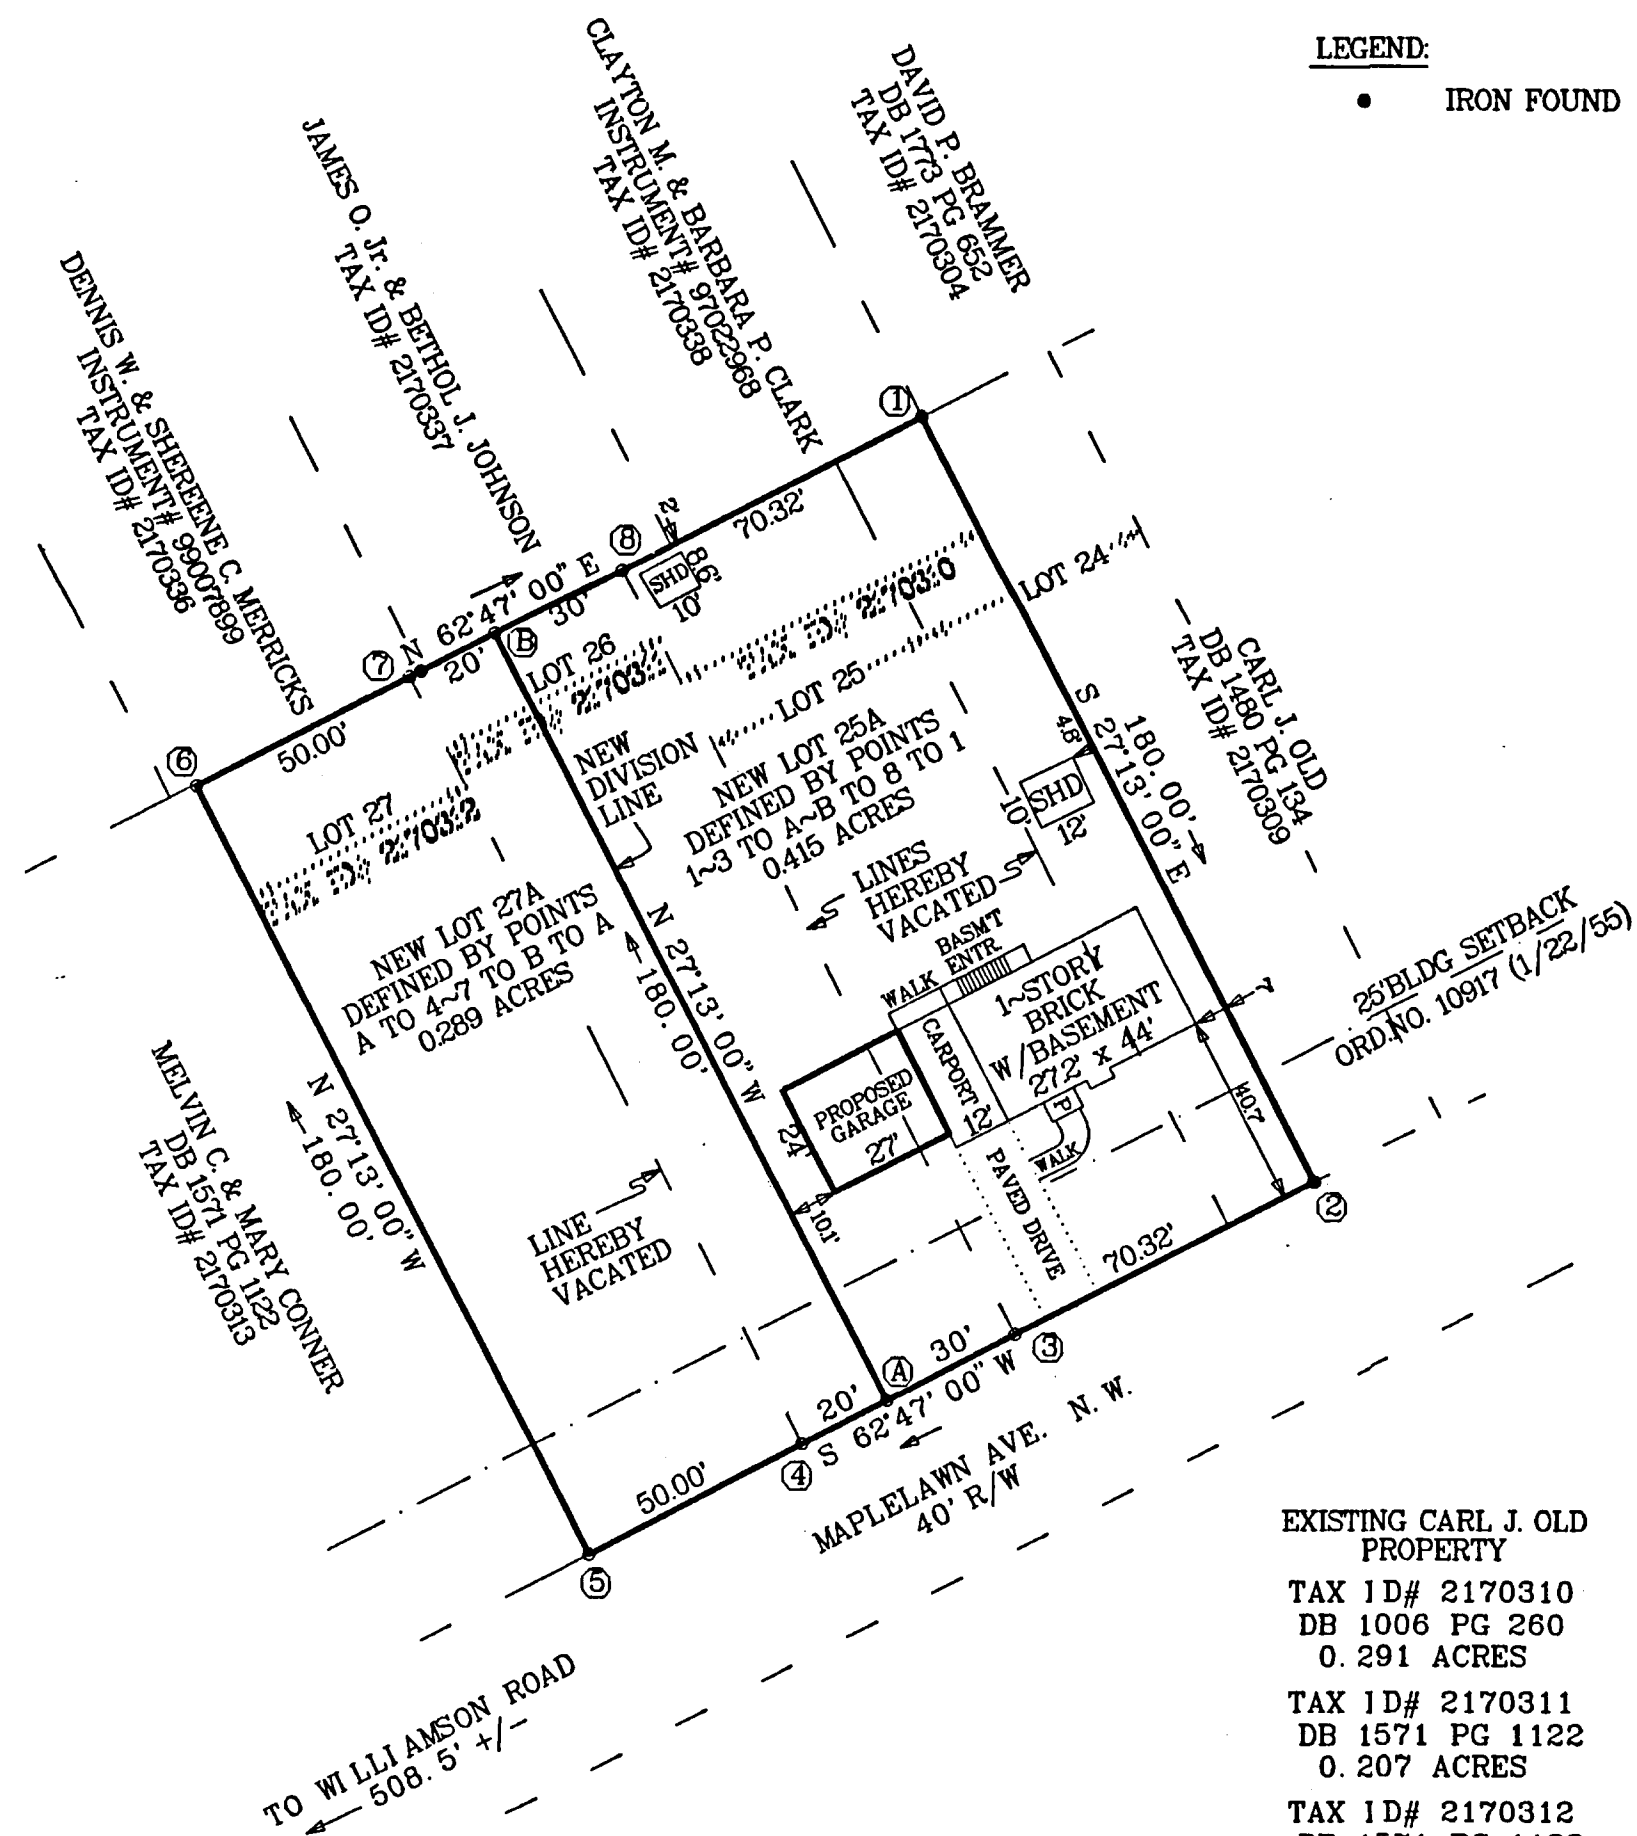 LEGEND:
● IRON FOUND
DAVID P. BRAMMER
DB 1773 PG 652
TAX ID# 2170304
CLAYTON M. & BARBARA P. CLARK
INSTRUMENT# 97022968
TAX ID# 2170338
JAMES O. Jr. & BETHOL J. JOHNSON
TAX ID# 2170337
DENNIS W. & SHEREENE C. MERRICKS
INSTRUMENT# 99007899
TAX ID# 2170336
1
70.32'
2'
8
SHD
8.6'
10'
N 62°47'00" E
30'
B
20'
7
50.00'
6
LOT 24
LOT 25
LOT 26
LOT 27
CARL J. OLD
DB 1480 PG 134
TAX ID# 2170309
S 27°13'00" E
180.00'
4.8'
SHD
10'
12'
NEW
DIVISION
LINE
NEW LOT 25A
DEFINED BY POINTS
1~3 TO A~B TO 8 TO 1
0.415 ACRES
LINES
HEREBY
VACATED
NEW LOT 27A
DEFINED BY POINTS
A TO 4~7 TO B TO A
0.289 ACRES
N 27°13'00" W
180.00'
BASMT
ENTR
WALK
1~STORY
BRICK
W/BASEMENT
27.2' x 44'
CARPORT
12'
P
WALK
PROPOSED
GARAGE
24'
27'
10.1'
PAVED DRIVE
40.7'
25'BLDG SETBACK
ORD.NO. 10917 (1/22/55)
MELVIN C. & MARY CONNER
DB 1571 PG 1122
TAX ID# 2170313
N 27°13'00" W
180.00'
LINE
HEREBY
VACATED
2
70.32'
3
30'
A
20'
S 62°47'00" W
4
50.00'
5
MAPLELAWN AVE. N.W.
40' R/W
TO WILLIAMSON ROAD
508.5' +/-
EXISTING CARL J. OLD
PROPERTY
TAX ID# 2170310
DB 1006 PG 260
0.291 ACRES
TAX ID# 2170311
DB 1571 PG 1122
0.207 ACRES
TAX ID# 2170312